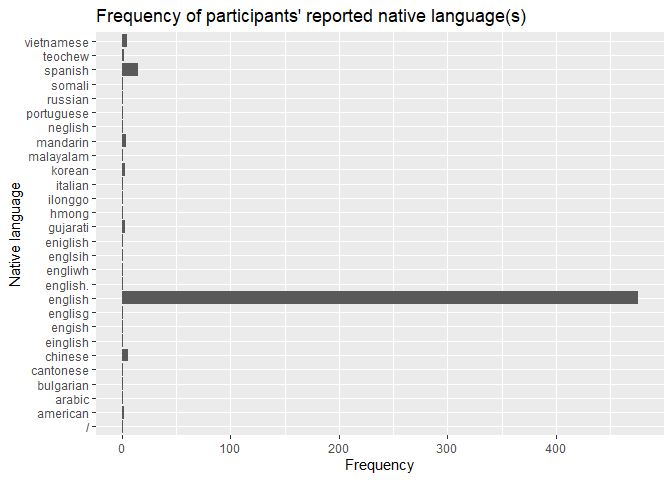 Frequency of participants' reported native language(s)
vietnamese
teochew
spanish
somali
russian
portuguese
neglish
mandarin
malayalam
korean
italian
ilonggo
hmong
gujarati
eniglish
englsih
engliwh
english.
english
englisg
engish
einglish
chinese
cantonese
bulgarian
arabic
american
/
Native language
0 100 200 300 400
Frequency